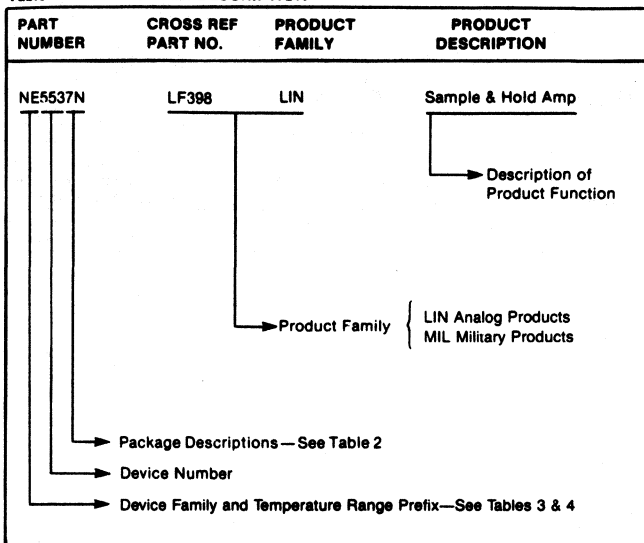 PART NUMBER CROSS REF PART NO. PRODUCT FAMILY PRODUCT DESCRIPTION
NE5537N LF398 LIN Sample & Hold Amp
Description of
Product Function
Product Family { LIN Analog Products
MIL Military Products
Package Descriptions—See Table 2
Device Number
Device Family and Temperature Range Prefix—See Tables 3 & 4